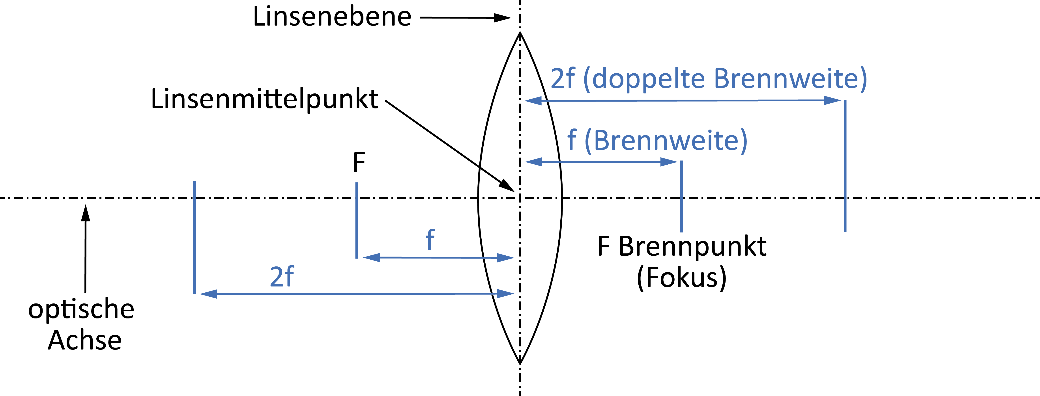 Linsenebene
2f (doppelte Brennweite)
Linsenmittelpunkt
f (Brennweite)
F
f
F Brennpunkt
(Fokus)
2f
optische
Achse